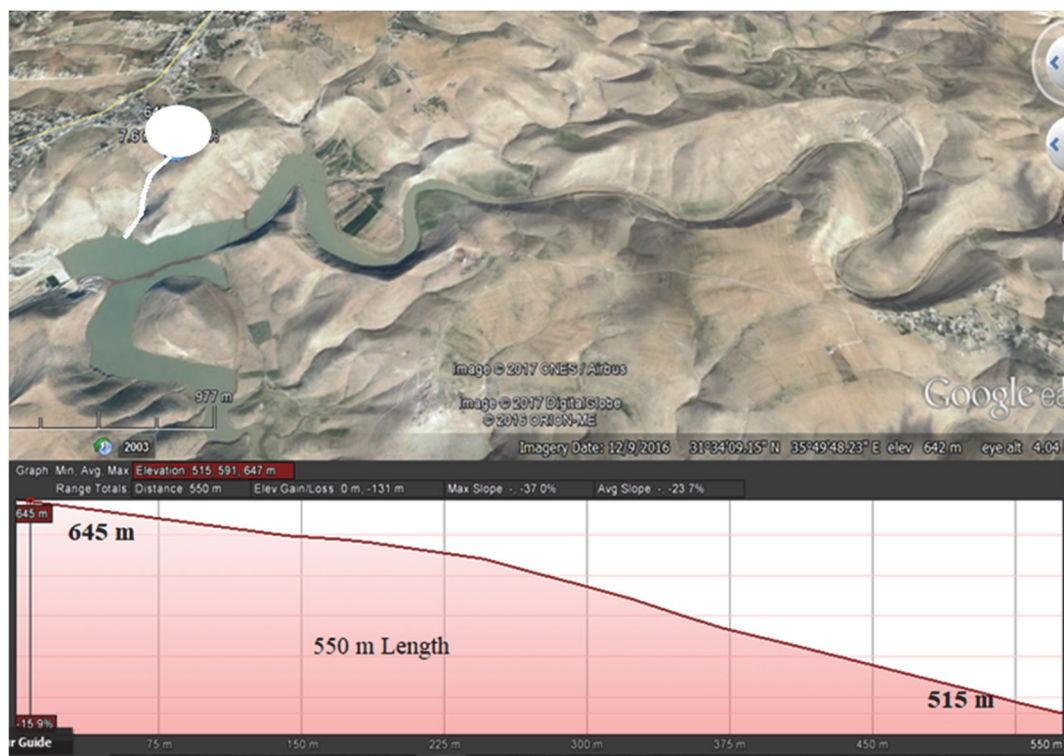 977 m
Image © 2017 CNES / Airbus
Image © 2017 DigitalGlobe
© 2016 ORION-ME
Google ea
2003
Imagery Date: 12/9/2016 31°34'09.15" N 35°49'48.23" E elev 642 m eye alt 4.04
Graph Min, Avg, Max Elevation 515, 591, 647 m
Range Totals Distance 550 m Elev Gain/Loss 0 m, -131 m Max Slope -, -37.0% Avg Slope -, -23.7%
645 m
645 m
550 m Length
515 m
-15.9%
r Guide 75 m 150 m 225 m 300 m 375 m 450 m 550 m